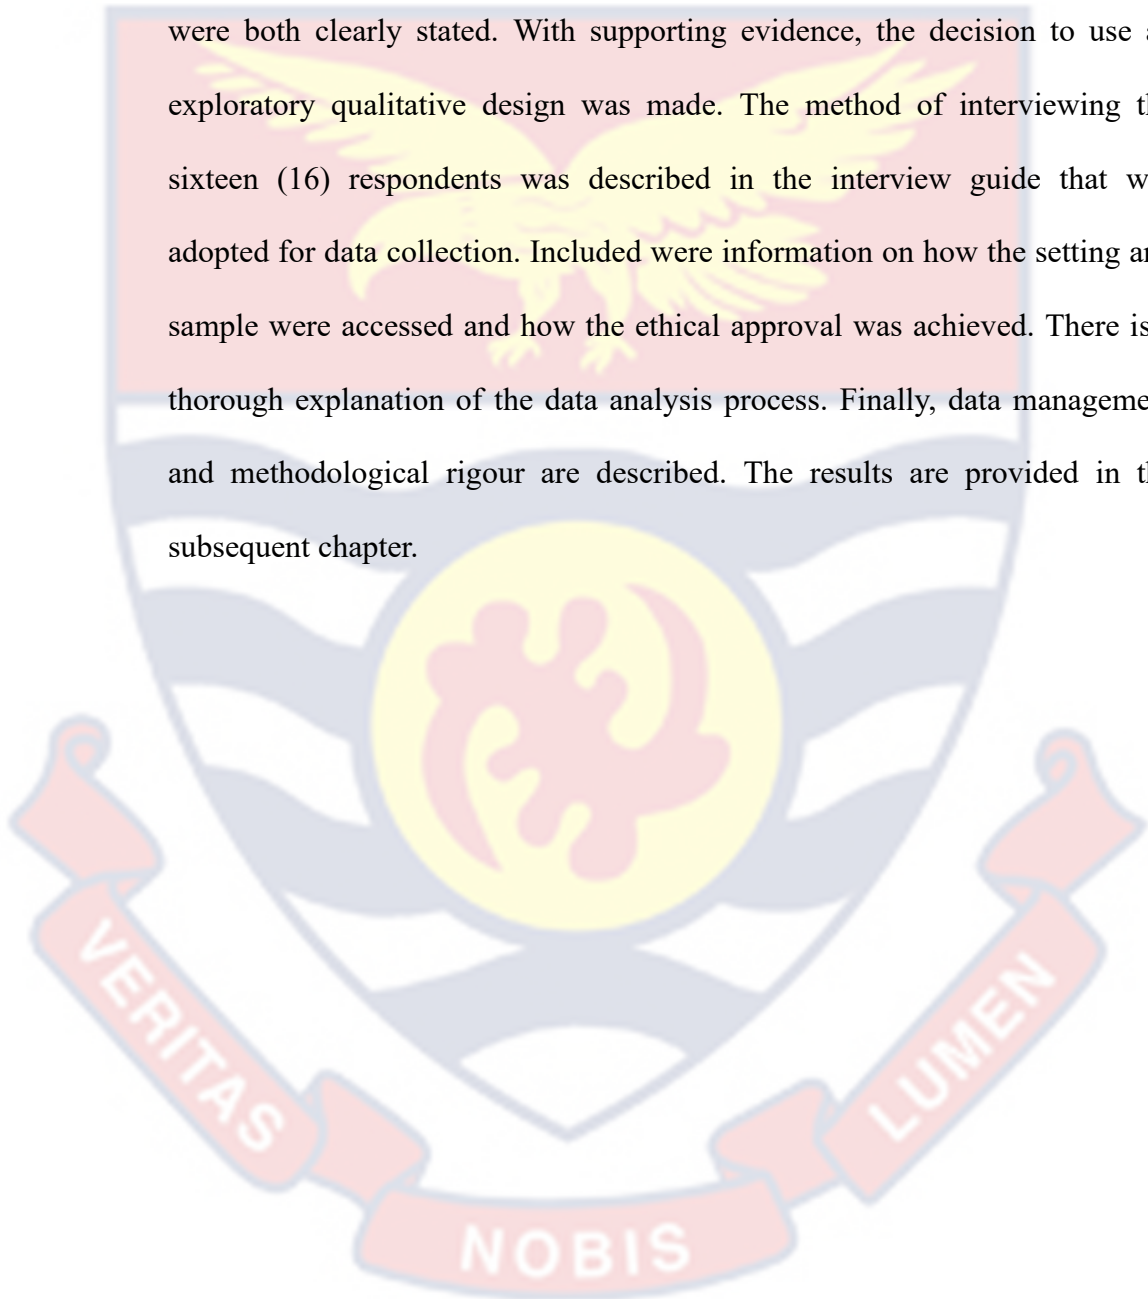 were both clearly stated. With supporting evidence, the decision to use a
exploratory qualitative design was made. The method of interviewing th
sixteen (16) respondents was described in the interview guide that w
adopted for data collection. Included were information on how the setting a
sample were accessed and how the ethical approval was achieved. There is
thorough explanation of the data analysis process. Finally, data manageme
and methodological rigour are described. The results are provided in th
subsequent chapter.
VERITAS
NOBIS
LUMEN